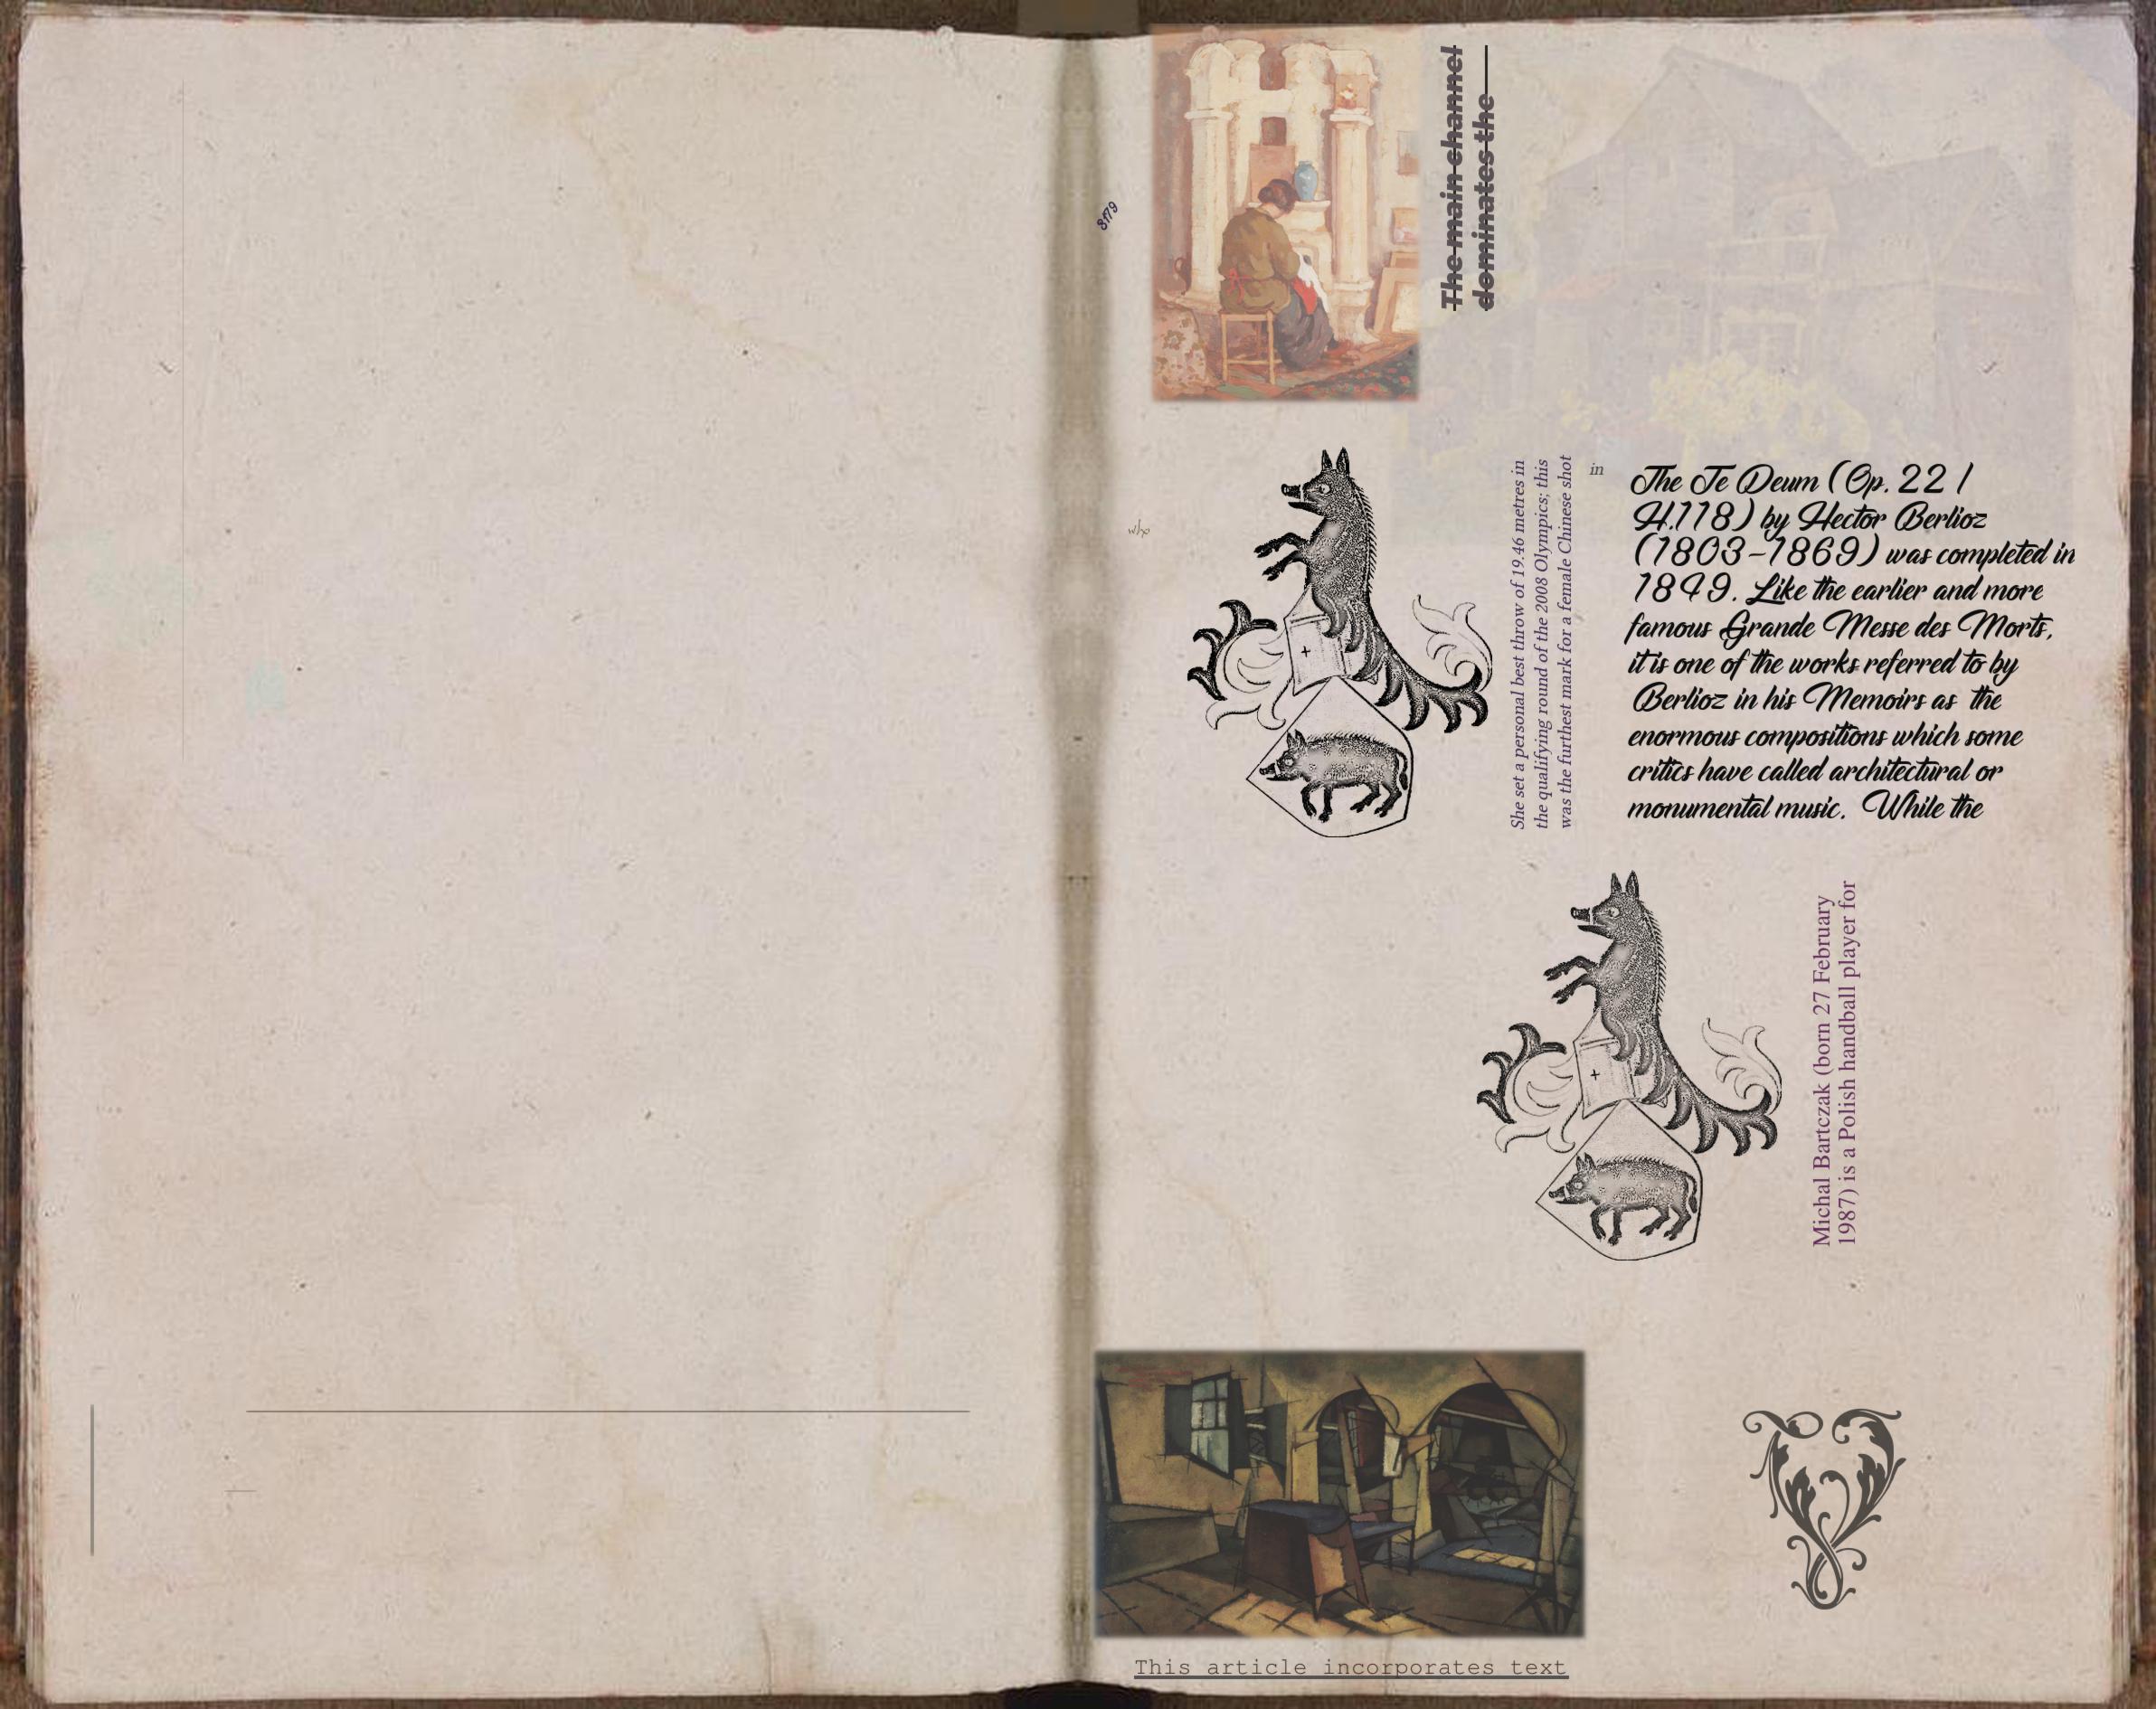 8179
The main channel
dominates the
who
She set a personal best throw of 19.46 metres in
the qualifying round of the 2008 Olympics; this
was the furthest mark for a female Chinese shot
in
The Te Deum (Op. 22 /
H.118) by Hector Berlioz
(1803–1869) was completed in
1849. Like the earlier and more
famous Grande Messe des Morts,
it is one of the works referred to by
Berlioz in his Memoirs as the
enormous compositions which some
critics have called architectural or
monumental music. While the
Michal Bartczak (born 27 February
1987) is a Polish handball player for
This article incorporates text